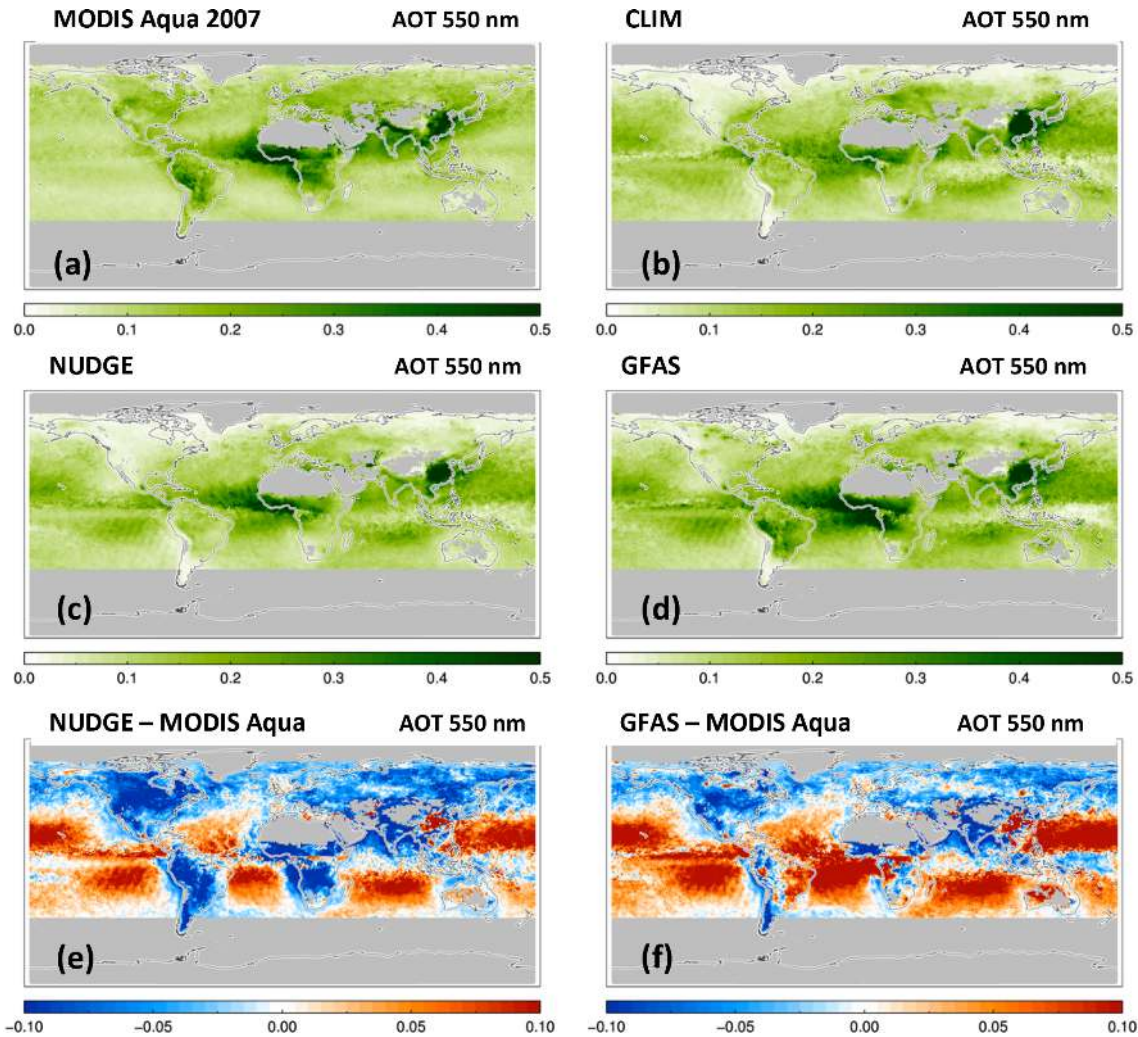 MODIS Aqua 2007 AOT 550 nm
CLIM AOT 550 nm
(a)
(b)
0.0 0.1 0.2 0.3 0.4 0.5
0.0 0.1 0.2 0.3 0.4 0.5
NUDGE AOT 550 nm
GFAS AOT 550 nm
(c)
(d)
0.0 0.1 0.2 0.3 0.4 0.5
0.0 0.1 0.2 0.3 0.4 0.5
NUDGE – MODIS Aqua AOT 550 nm
GFAS – MODIS Aqua AOT 550 nm
(e)
(f)
−0.10 −0.05 0.00 0.05 0.10
−0.10 −0.05 0.00 0.05 0.10